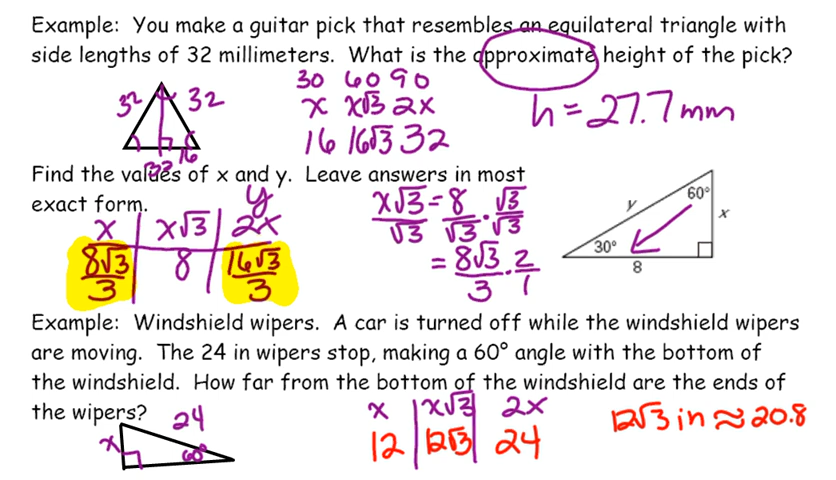 Example: You make a guitar pick that resembles an equilateral triangle with
side lengths of 32 millimeters. What is the approximate height of the pick?
32 32
32 16
30 60 90
x x√3 2x
16 16√3 32
h = 27.7 mm
Find the values of x and y. Leave answers in most
exact form.
y
x x√3 2x
8√3/3 8 16√3/3
x√3/√3 = 8/√3 · √3/√3
= 8√3/3 · 2/1
y 60° x
30°
8
Example: Windshield wipers. A car is turned off while the windshield wipers
are moving. The 24 in wipers stop, making a 60° angle with the bottom of
the windshield. How far from the bottom of the windshield are the ends of
the wipers?
24
x 60°
x x√3 2x
12 12√3 24
12√3 in ≈ 20.8